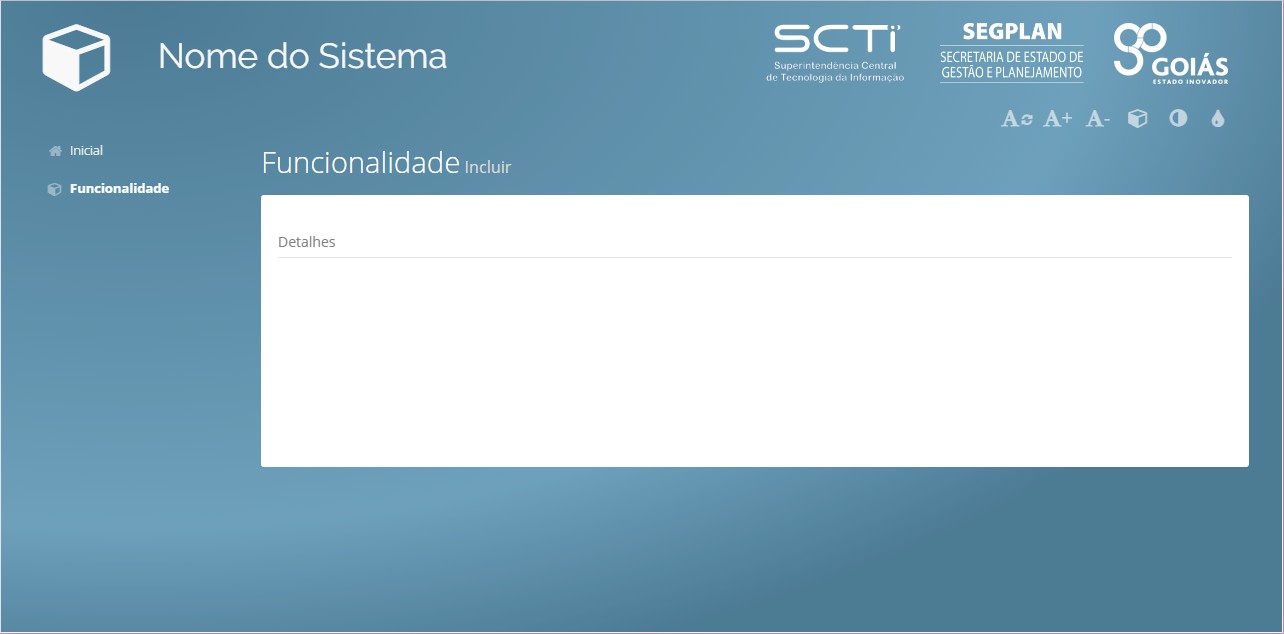 Nome do Sistema
SCTi
Superintendência Central
de Tecnologia da Informação
SEGPLAN
SECRETARIA DE ESTADO DE
GESTÃO E PLANEJAMENTO
GOIÁS
ESTADO INOVADOR
A A+ A-
Inicial
Funcionalidade
Funcionalidade Incluir
Detalhes